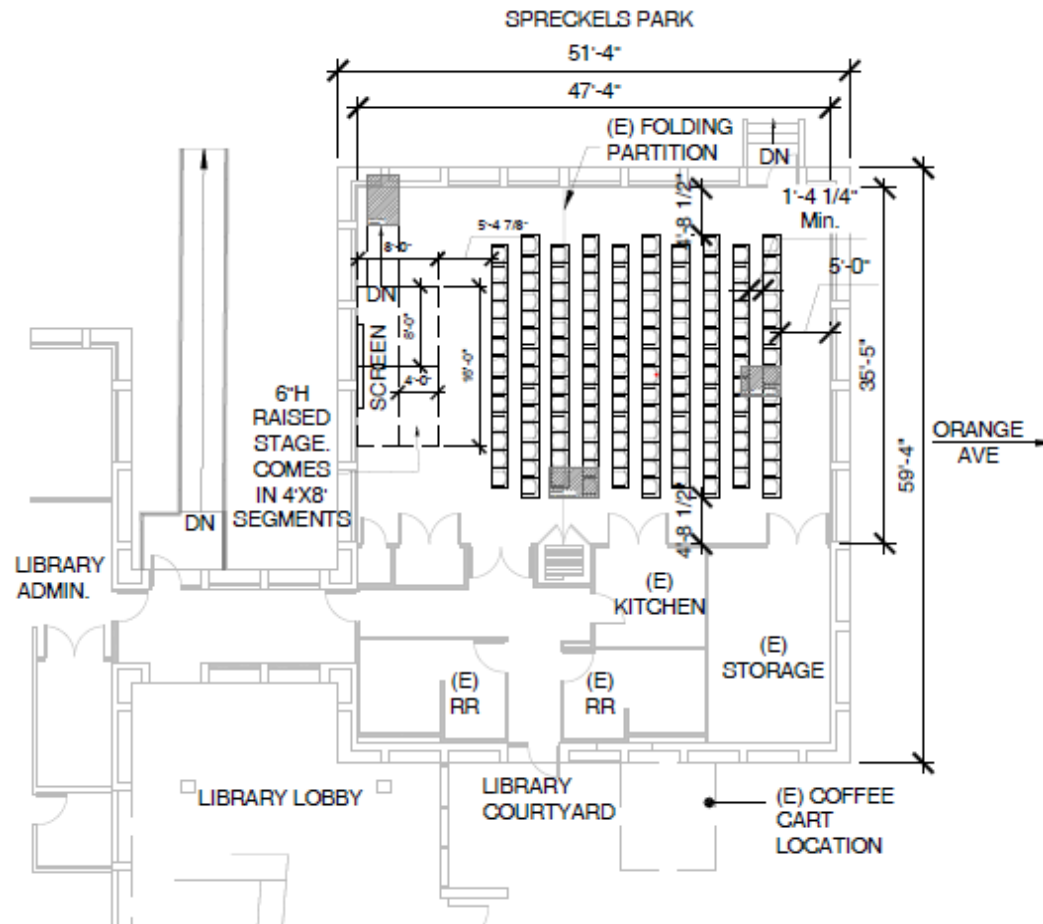 SPRECKELS PARK
51'-4"
47'-4"
(E) FOLDING
PARTITION
DN
1'-4 1/4"
Min.
4'-8 1/2"
5'-4 7/8"
8'-0"
5'-0"
DN
SCREEN
8'-0"
16'-0"
4'-0"
35'-5"
6"H
RAISED
STAGE.
COMES
IN 4'X8'
SEGMENTS
ORANGE
AVE
59'-4"
DN
4'-8 1/2"
LIBRARY
ADMIN.
(E)
KITCHEN
(E)
STORAGE
(E)
RR
(E)
RR
LIBRARY LOBBY
LIBRARY
COURTYARD
(E) COFFEE
CART
LOCATION